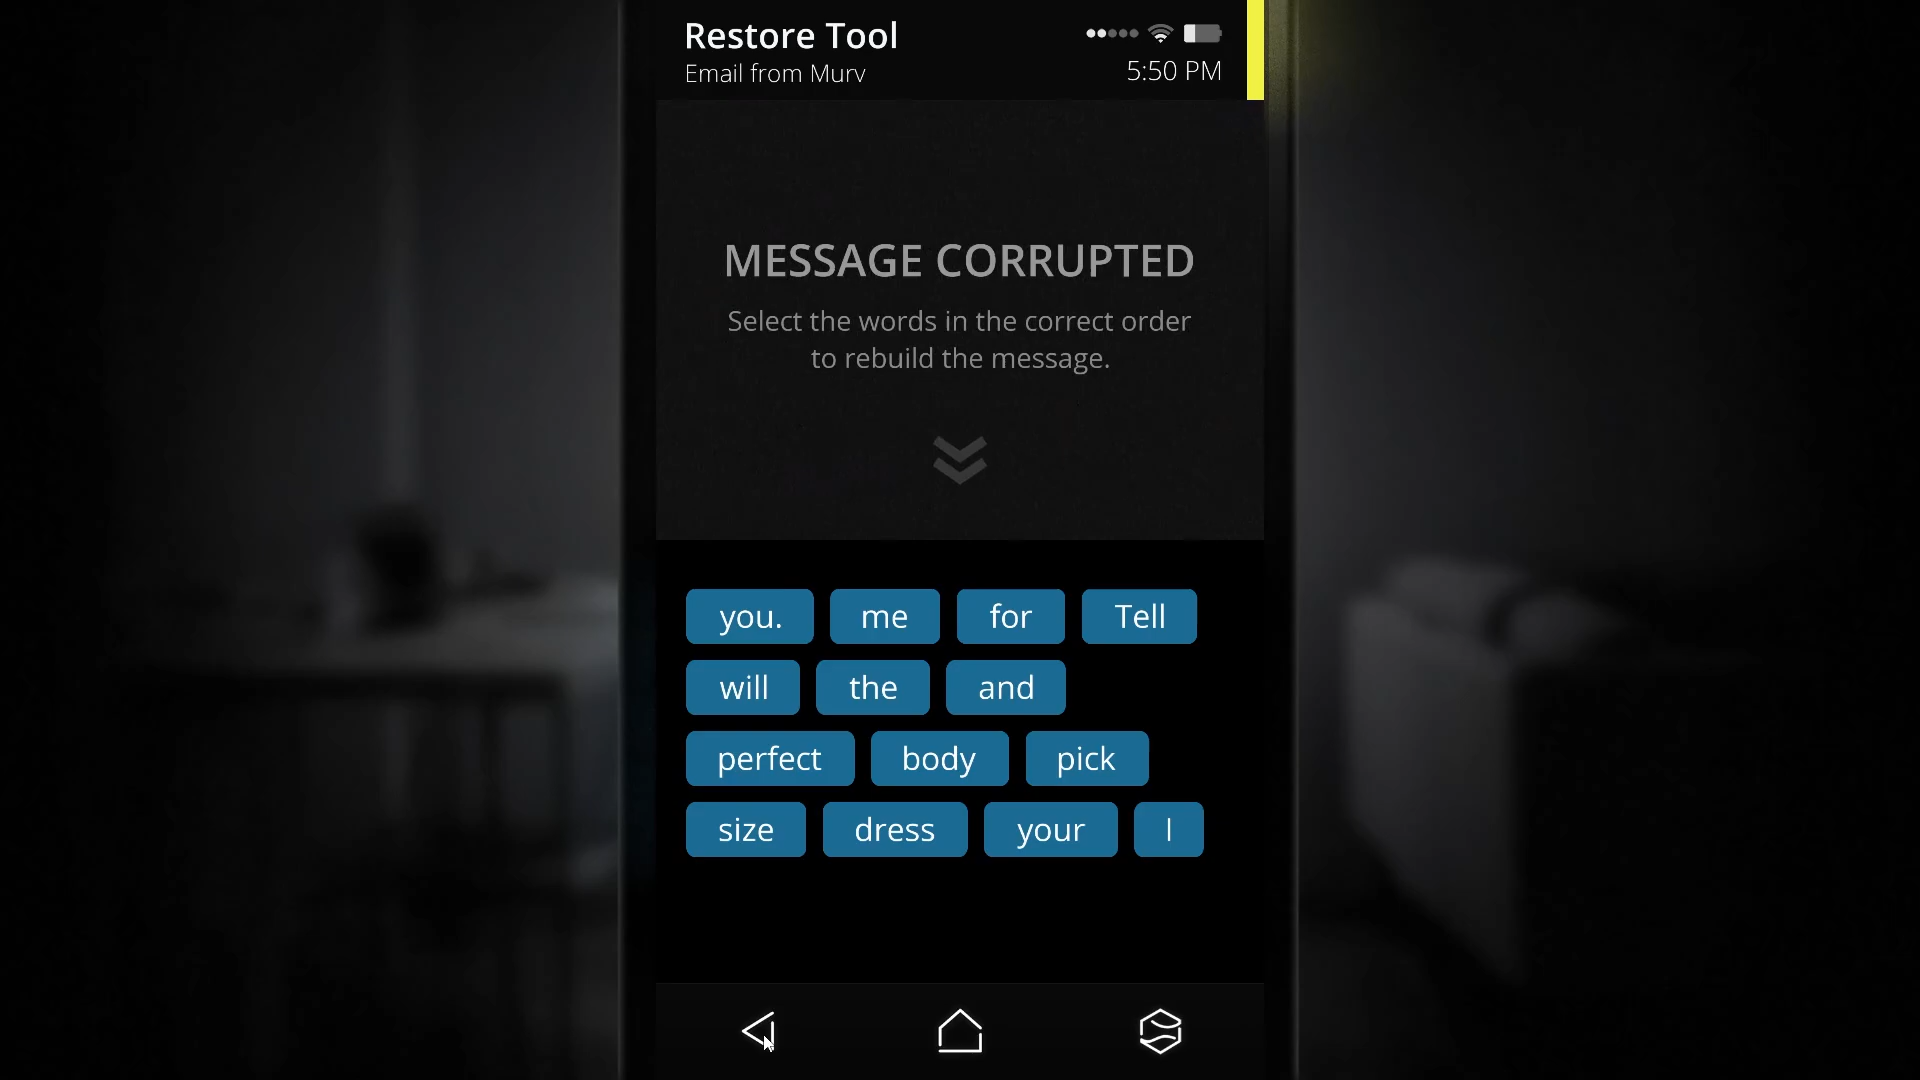 Restore Tool
Email from Murv
5:50 PM
MESSAGE CORRUPTED
Select the words in the correct order
to rebuild the message.
you. me for Tell
will the and
perfect body pick
size dress your I